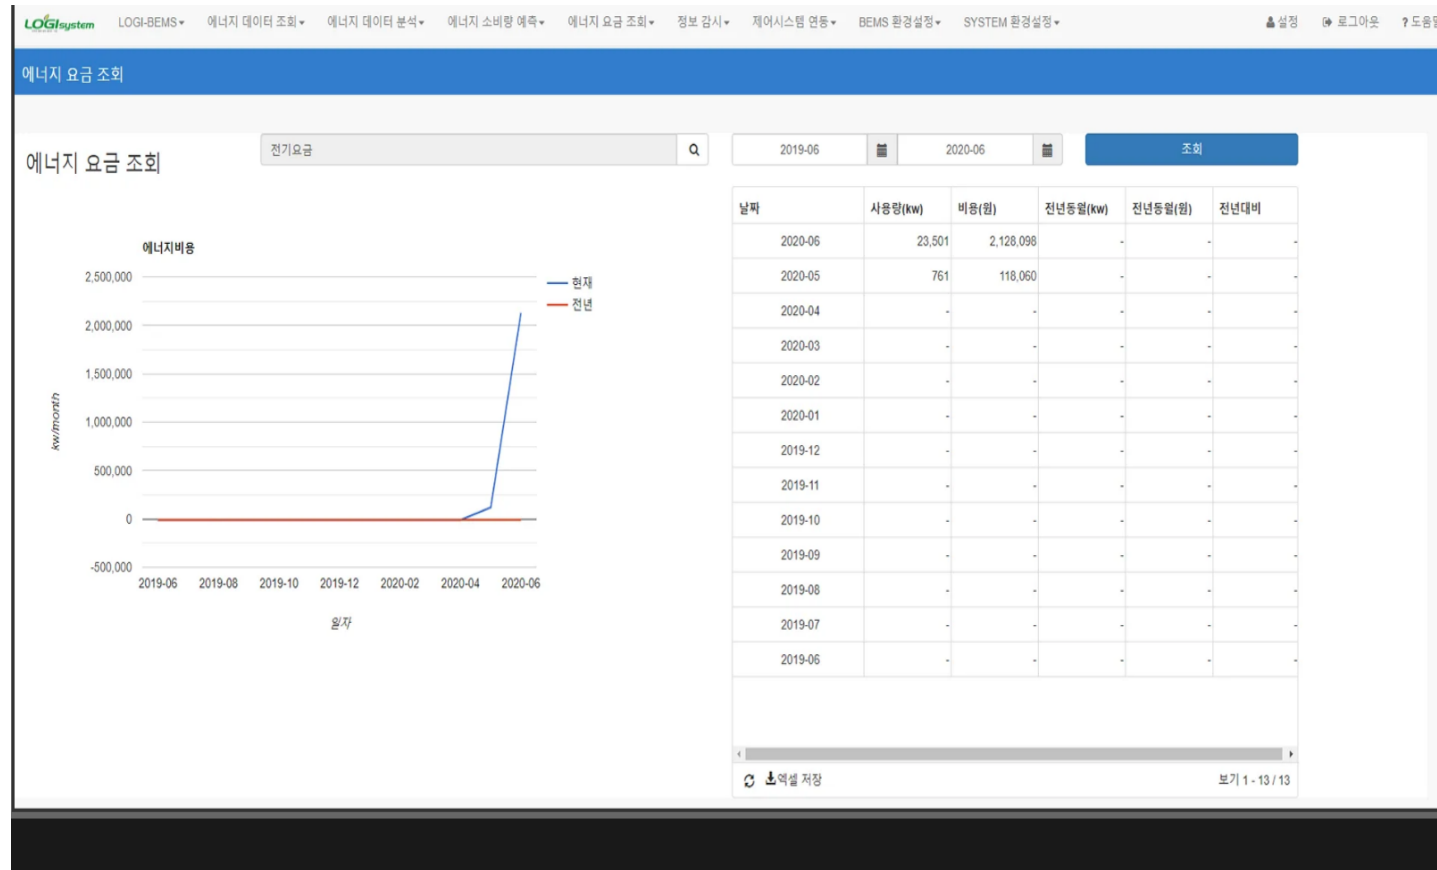 LOGIsystem LOGI-BEMS 에너지 데이터 조회 에너지 데이터 분석 에너지 소비량 예측 에너지 요금 조회 정보 감시 제어시스템 연동 BEMS 환경설정 SYSTEM 환경설정 설정 로그아웃 ? 도움말
에너지 요금 조회
에너지 요금 조회
전기요금
2019-06 2020-06 조회
에너지비용
2,500,000
2,000,000
1,500,000
1,000,000
500,000
0
-500,000
kw/month
2019-06 2019-08 2019-10 2019-12 2020-02 2020-04 2020-06
일자
현재
전년
날짜 사용량(kw) 비용(원) 전년동월(kw) 전년동월(원) 전년대비
2020-06 23,501 2,128,098 - - -
2020-05 761 118,060 - - -
2020-04 - - - - -
2020-03 - - - - -
2020-02 - - - - -
2020-01 - - - - -
2019-12 - - - - -
2019-11 - - - - -
2019-10 - - - - -
2019-09 - - - - -
2019-08 - - - - -
2019-07 - - - - -
2019-06 - - - - -
엑셀 저장 보기 1 - 13 / 13